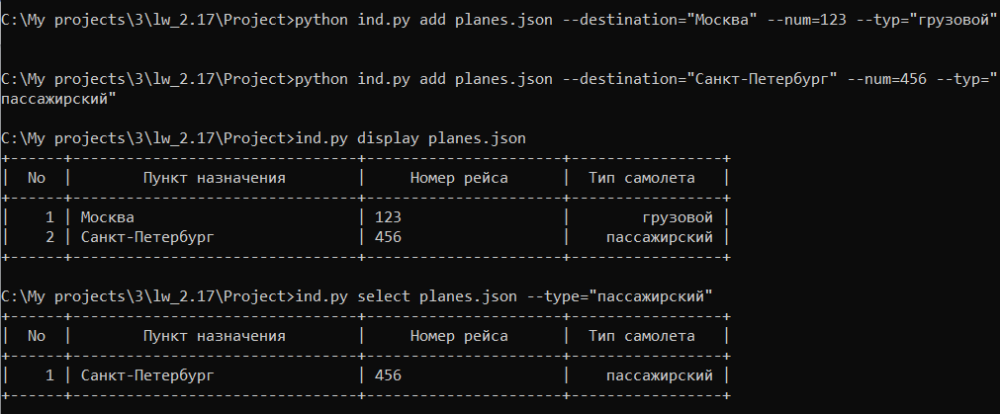 C:\My projects\3\lw_2.17\Project>python ind.py add planes.json --destination="Москва" --num=123 --typ="грузовой"
C:\My projects\3\lw_2.17\Project>python ind.py add planes.json --destination="Санкт-Петербург" --num=456 --typ="
пассажирский"
C:\My projects\3\lw_2.17\Project>ind.py display planes.json
+------+--------------------------------+----------------------+-----------------+
|  No  |        Пункт назначения        |     Номер рейса      |  Тип самолета   |
+------+--------------------------------+----------------------+-----------------+
|    1 | Москва                         | 123                  |        грузовой |
|    2 | Санкт-Петербург                | 456                  |    пассажирский |
+------+--------------------------------+----------------------+-----------------+
C:\My projects\3\lw_2.17\Project>ind.py select planes.json --type="пассажирский"
+------+--------------------------------+----------------------+-----------------+
|  No  |        Пункт назначения        |     Номер рейса      |  Тип самолета   |
+------+--------------------------------+----------------------+-----------------+
|    1 | Санкт-Петербург                | 456                  |    пассажирский |
+------+--------------------------------+----------------------+-----------------+